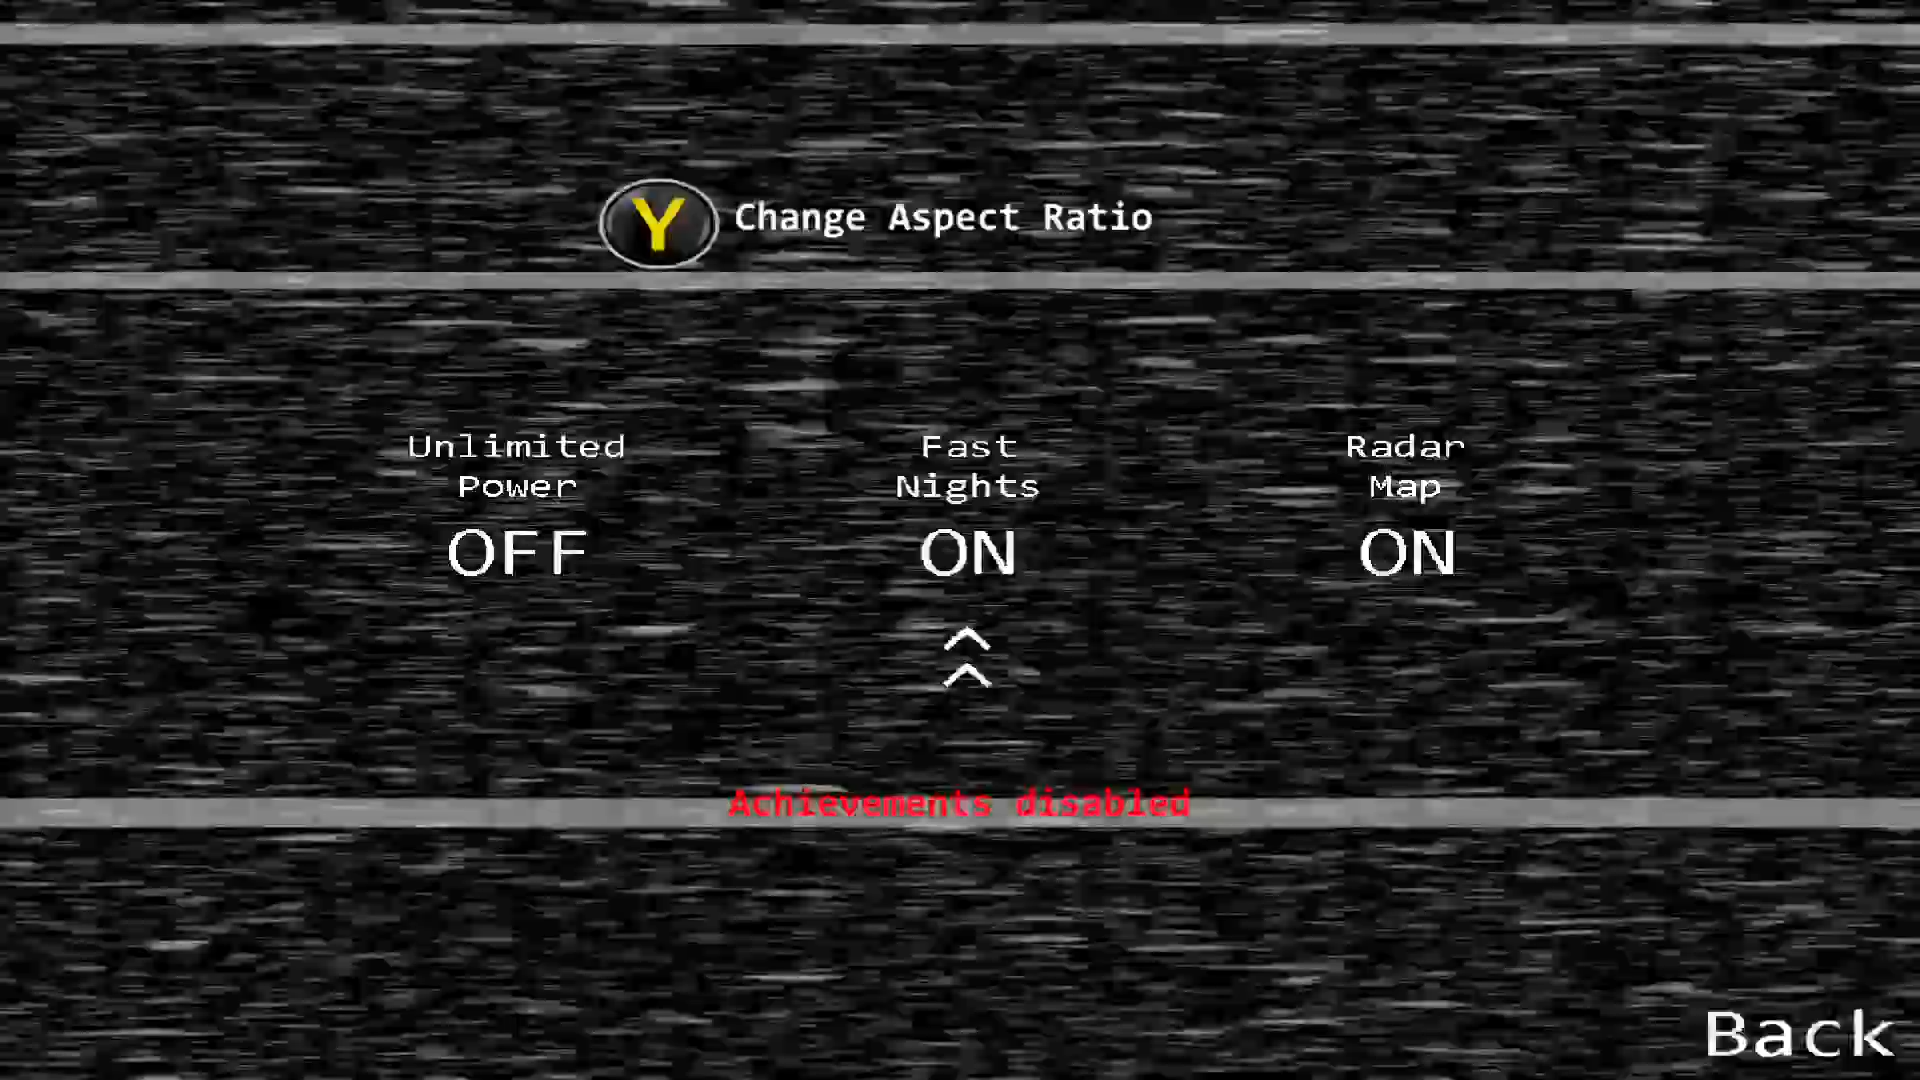 Y Change Aspect Ratio
Unlimited
Power
OFF
Fast
Nights
ON
Radar
Map
ON
Achievements disabled
Back